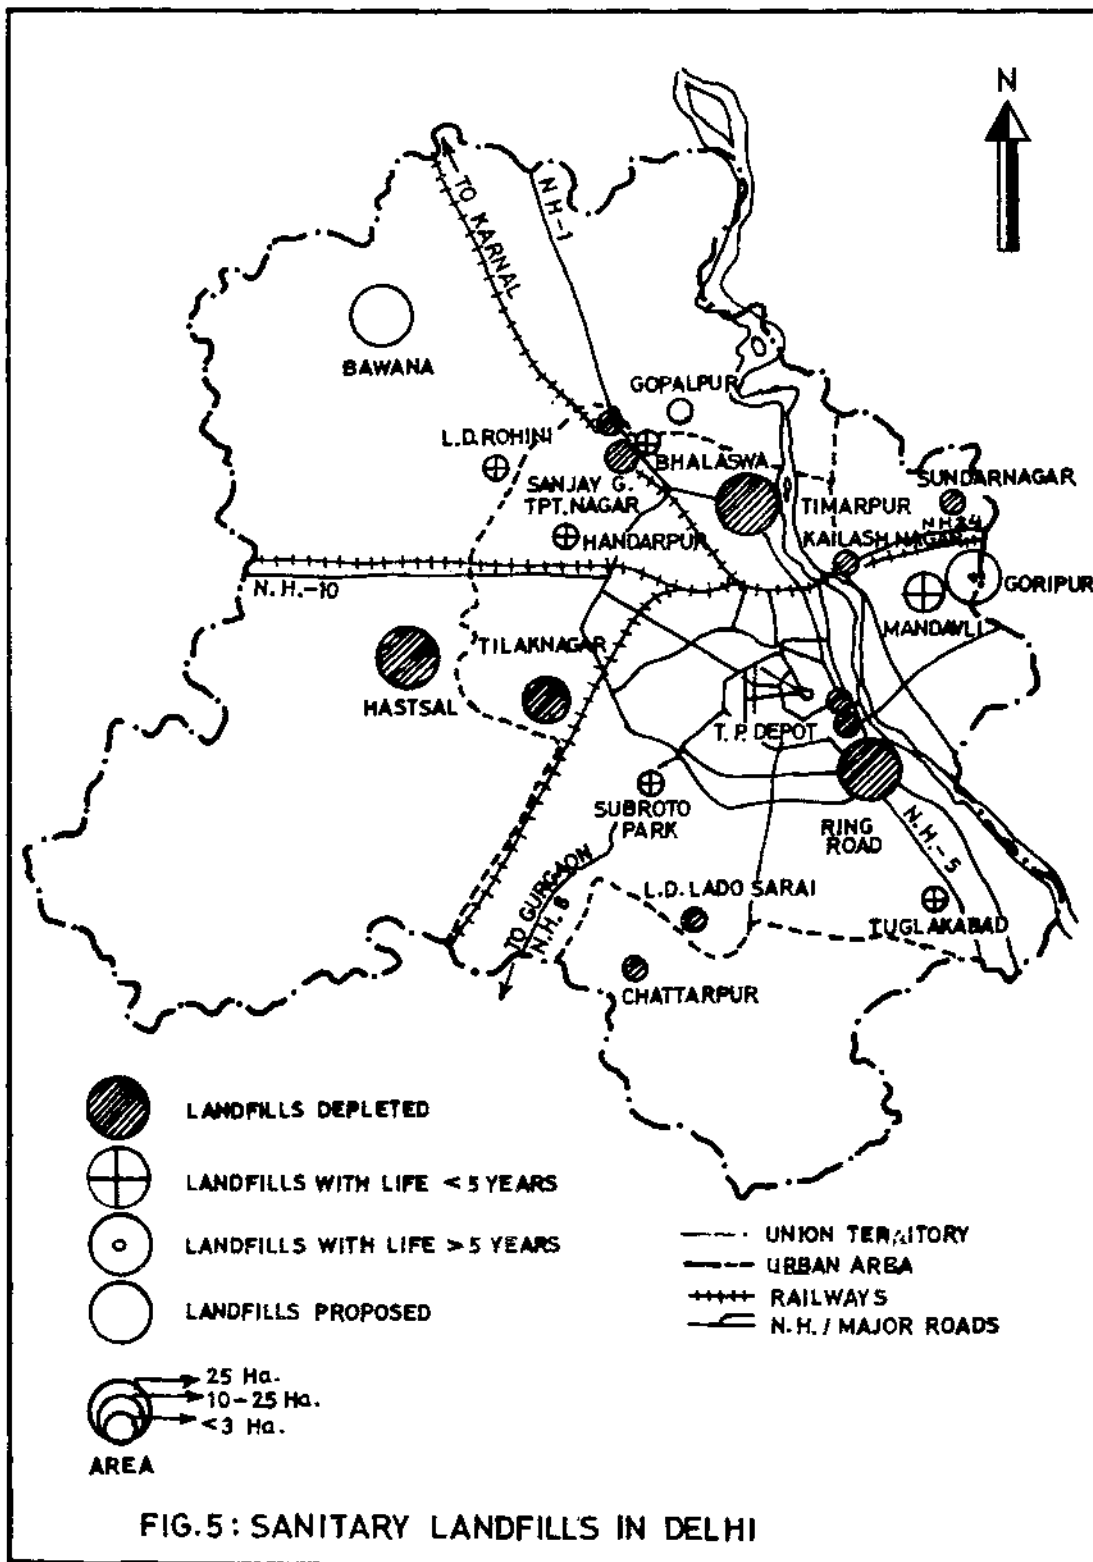 N
TO KARNAL
N H-1
BAWANA
GOPALPUR
L.D. ROHINI
BHALASWA
SANJAY G.
TPT. NAGAR
SUNDARNAGAR
TIMARPUR
NH24
KAILASH NAGAR
HANDARPUR
N.H.-10
GORIPUR
MANDAVLI
TILAKNAGAR
HASTSAL
T. P. DEPOT
SUBROTO
PARK
RING
ROAD
N.H.-5
TO GURGAON
N.H. 8
L.D. LADO SARAI
TUGLAKABAD
CHATTARPUR
LANDFILLS DEPLETED
LANDFILLS WITH LIFE < 5 YEARS
LANDFILLS WITH LIFE > 5 YEARS
LANDFILLS PROPOSED
UNION TERRITORY
URBAN AREA
RAILWAYS
N.H. / MAJOR ROADS
25 Ha.
10-25 Ha.
<3 Ha.
AREA
FIG.5: SANITARY LANDFILLS IN DELHI